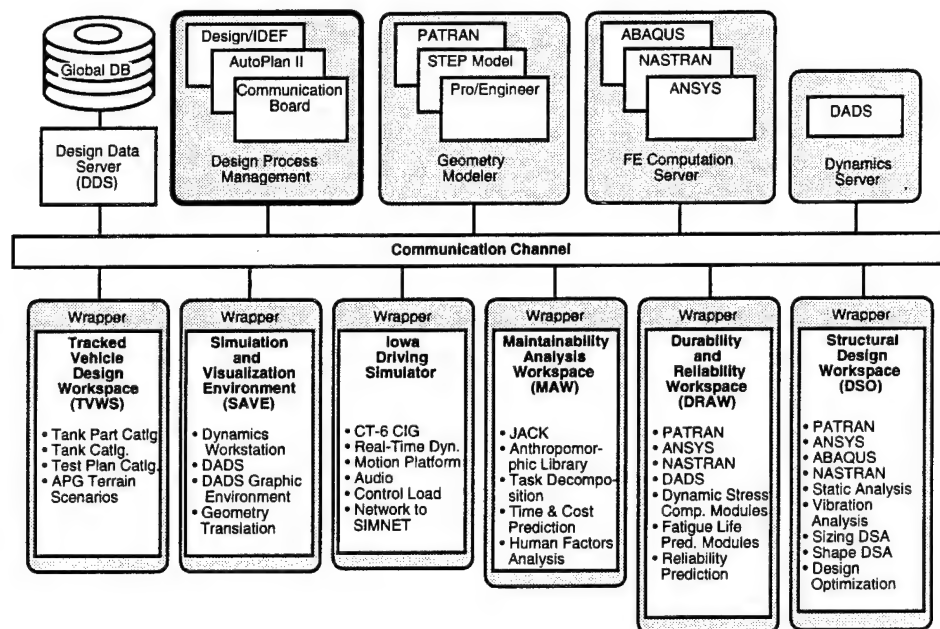 Global DB
Design Data
Server
(DDS)
Design/IDEF
AutoPlan II
Communication
Board
Design Process
Management
PATRAN
STEP Model
Pro/Engineer
Geometry
Modeler
ABAQUS
NASTRAN
ANSYS
FE Computation
Server
DADS
Dynamics
Server
Communication Channel
Wrapper
Tracked
Vehicle
Design
Workspace
(TVWS)
• Tank Part Catlg
• Tank Catlg.
• Test Plan Catlg.
• APG Terrain
Scenarios
Wrapper
Simulation
and
Visualization
Environment
(SAVE)
• Dynamics
Workstation
• DADS
• DADS Graphic
Environment
• Geometry
Translation
Wrapper
Iowa
Driving
Simulator
• CT-6 CIG
• Real-Time Dyn.
• Motion Platform
• Audio
• Control Load
• Network to
SIMNET
Wrapper
Maintainability
Analysis
Workspace
(MAW)
• JACK
• Anthropomor-
phic Library
• Task Decompo-
sition
• Time & Cost
Prediction
• Human Factors
Analysis
Wrapper
Durability
and
Reliability
Workspace
(DRAW)
• PATRAN
• ANSYS
• NASTRAN
• DADS
• Dynamic Stress
Comp. Modules
• Fatigue Life
Pred. Modules
• Reliability
Prediction
Wrapper
Structural
Design
Workspace
(DSO)
• PATRAN
• ANSYS
• ABAQUS
• NASTRAN
• Static Analysis
• Vibration
Analysis
• Sizing DSA
• Shape DSA
• Design
Optimization